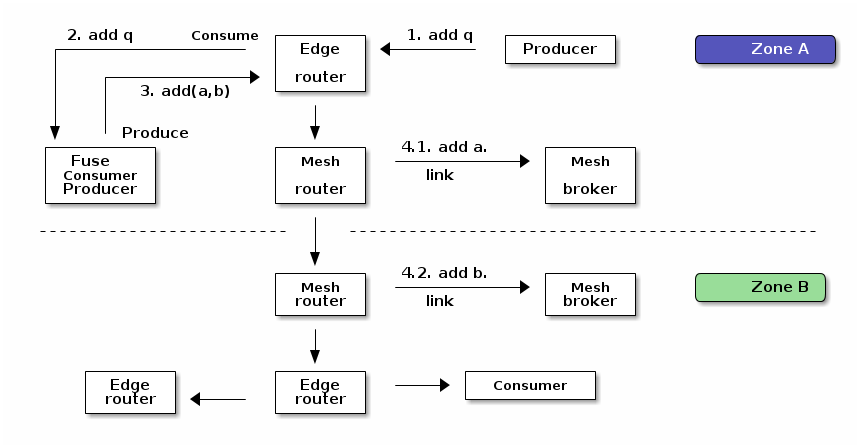 2. add q
Consume
1. add q
Edge
router
Producer
Zone A
3. add(a,b)
Produce
Fuse
Consumer
Producer
Mesh
router
4.1. add a.
link
Mesh
broker
Mesh
router
4.2. add b.
link
Mesh
broker
Zone B
Edge
router
Edge
router
Consumer